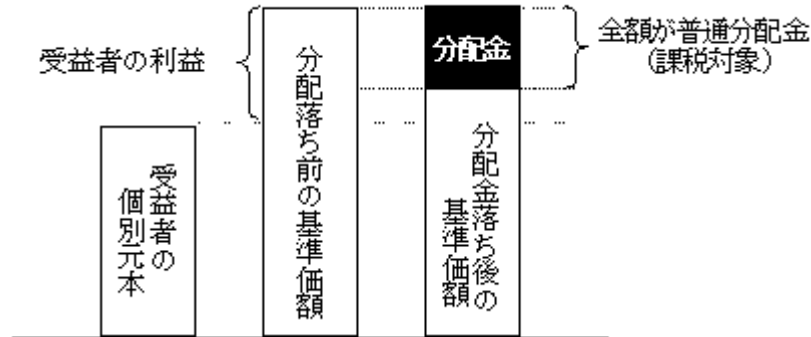 受益者の利益
分配金
全額が普通分配金
(課税対象)
受益者の
個別元本
分配落ち前の基準価額
分配金落ち後の
基準価額